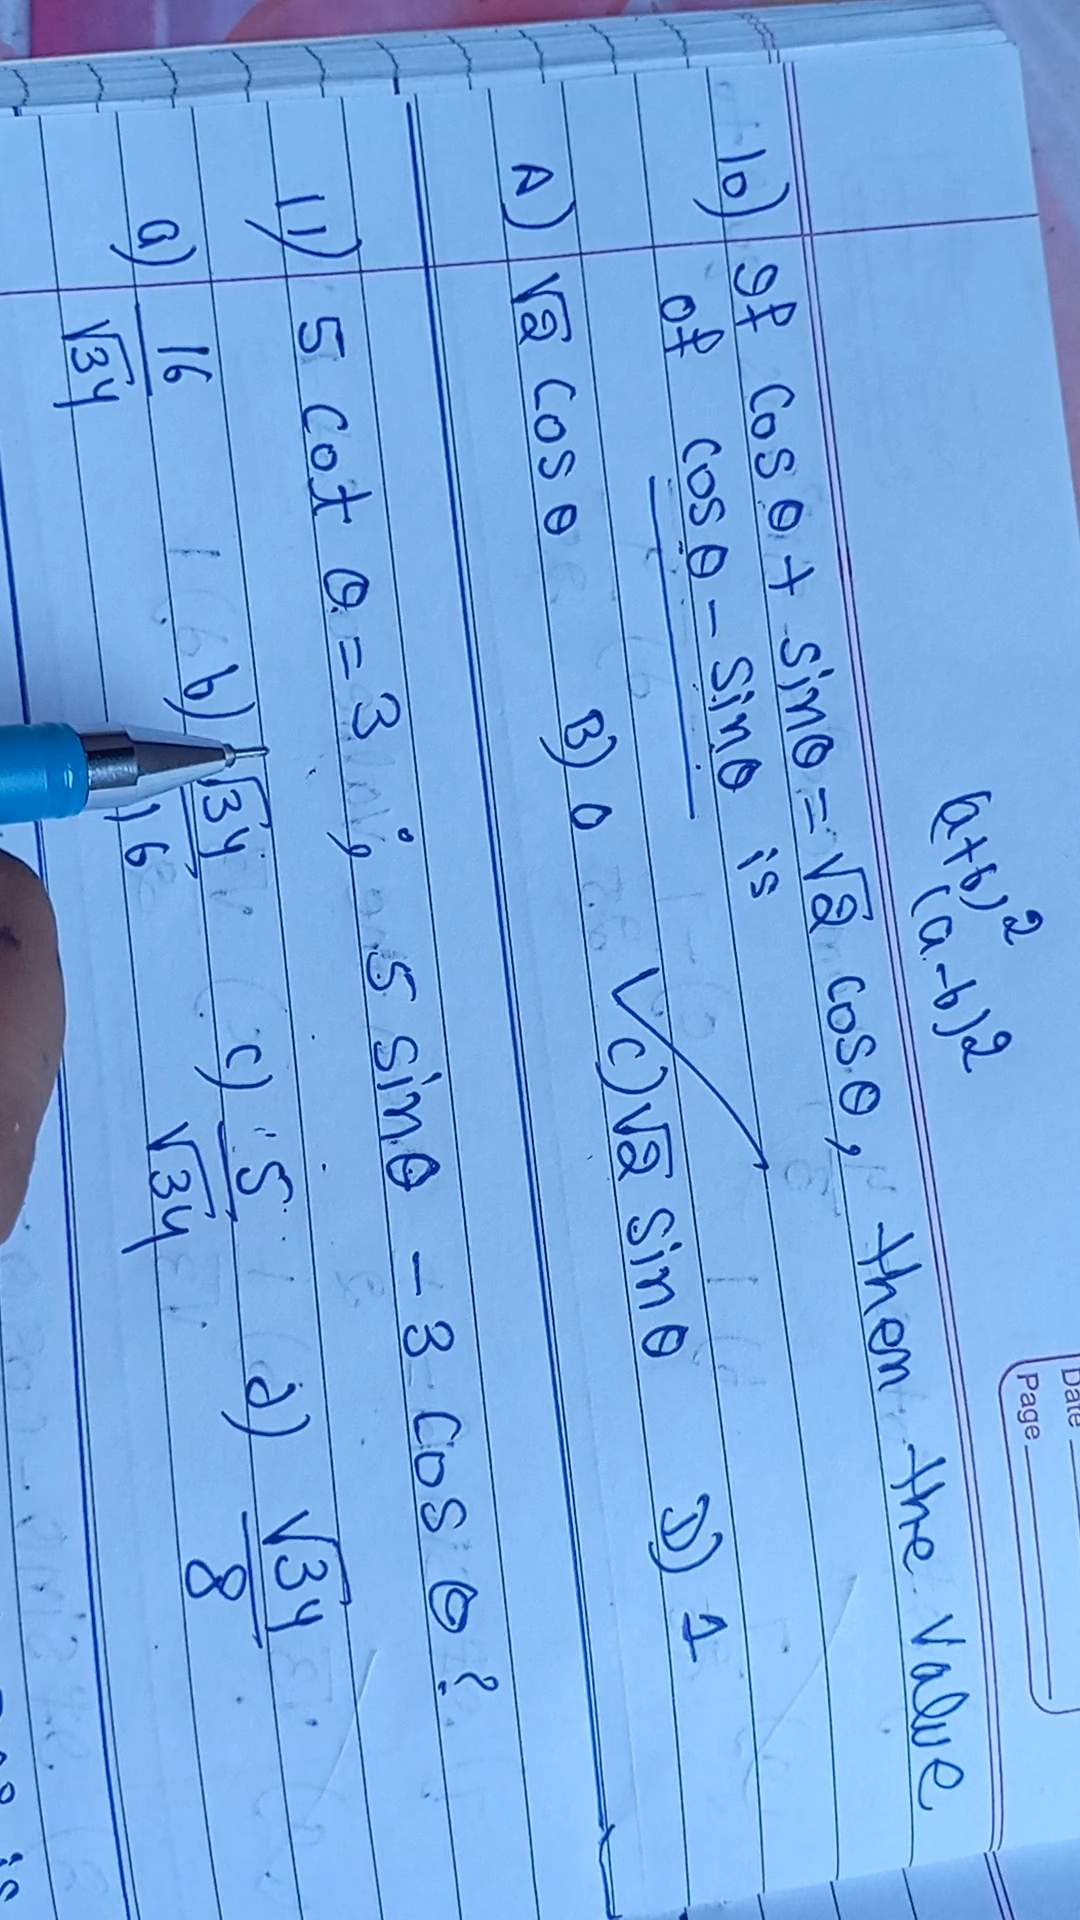 Date
Page
(a+b)²
(a-b)²
10) If cosθ + sinθ = √2 cosθ, then the value
of cosθ - sinθ is
A) √2 cosθ B) 0 C) √2 sinθ D) 1
11) 5 cot θ = 3, 5 sinθ - 3 cosθ ?
a) 16/√34 b) √34/16 c) 15/√34 d) √34/8
is